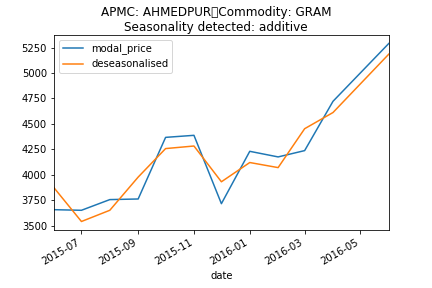 APMC: AHMEDPUR▯Commodity: GRAM
Seasonality detected: additive
modal_price
deseasonalised
5250
5000
4750
4500
4250
4000
3750
3500
2015-07
2015-09
2015-11
2016-01
2016-03
2016-05
date